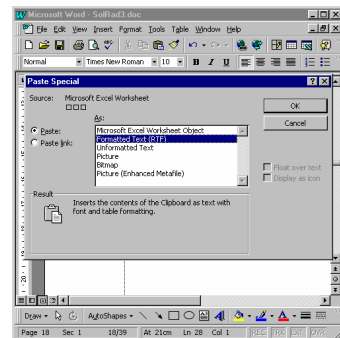 Microsoft Word - SolRad3.doc
File Edit View Insert Format Tools Table Window Help
Normal Times New Roman 10 B I U
Paste Special
Source: Microsoft Excel Worksheet
As:
OK
Cancel
Paste:
Paste link:
Microsoft Excel Worksheet Object
Formatted Text (RTF)
Unformatted Text
Picture
Bitmap
Picture (Enhanced Metafile)
Float over text
Display as icon
Result
Inserts the contents of the Clipboard as text with
font and table formatting.
Draw AutoShapes
Page 18 Sec 1 18/39 At 21cm Ln 28 Col 1 REC TRK EXT OVR